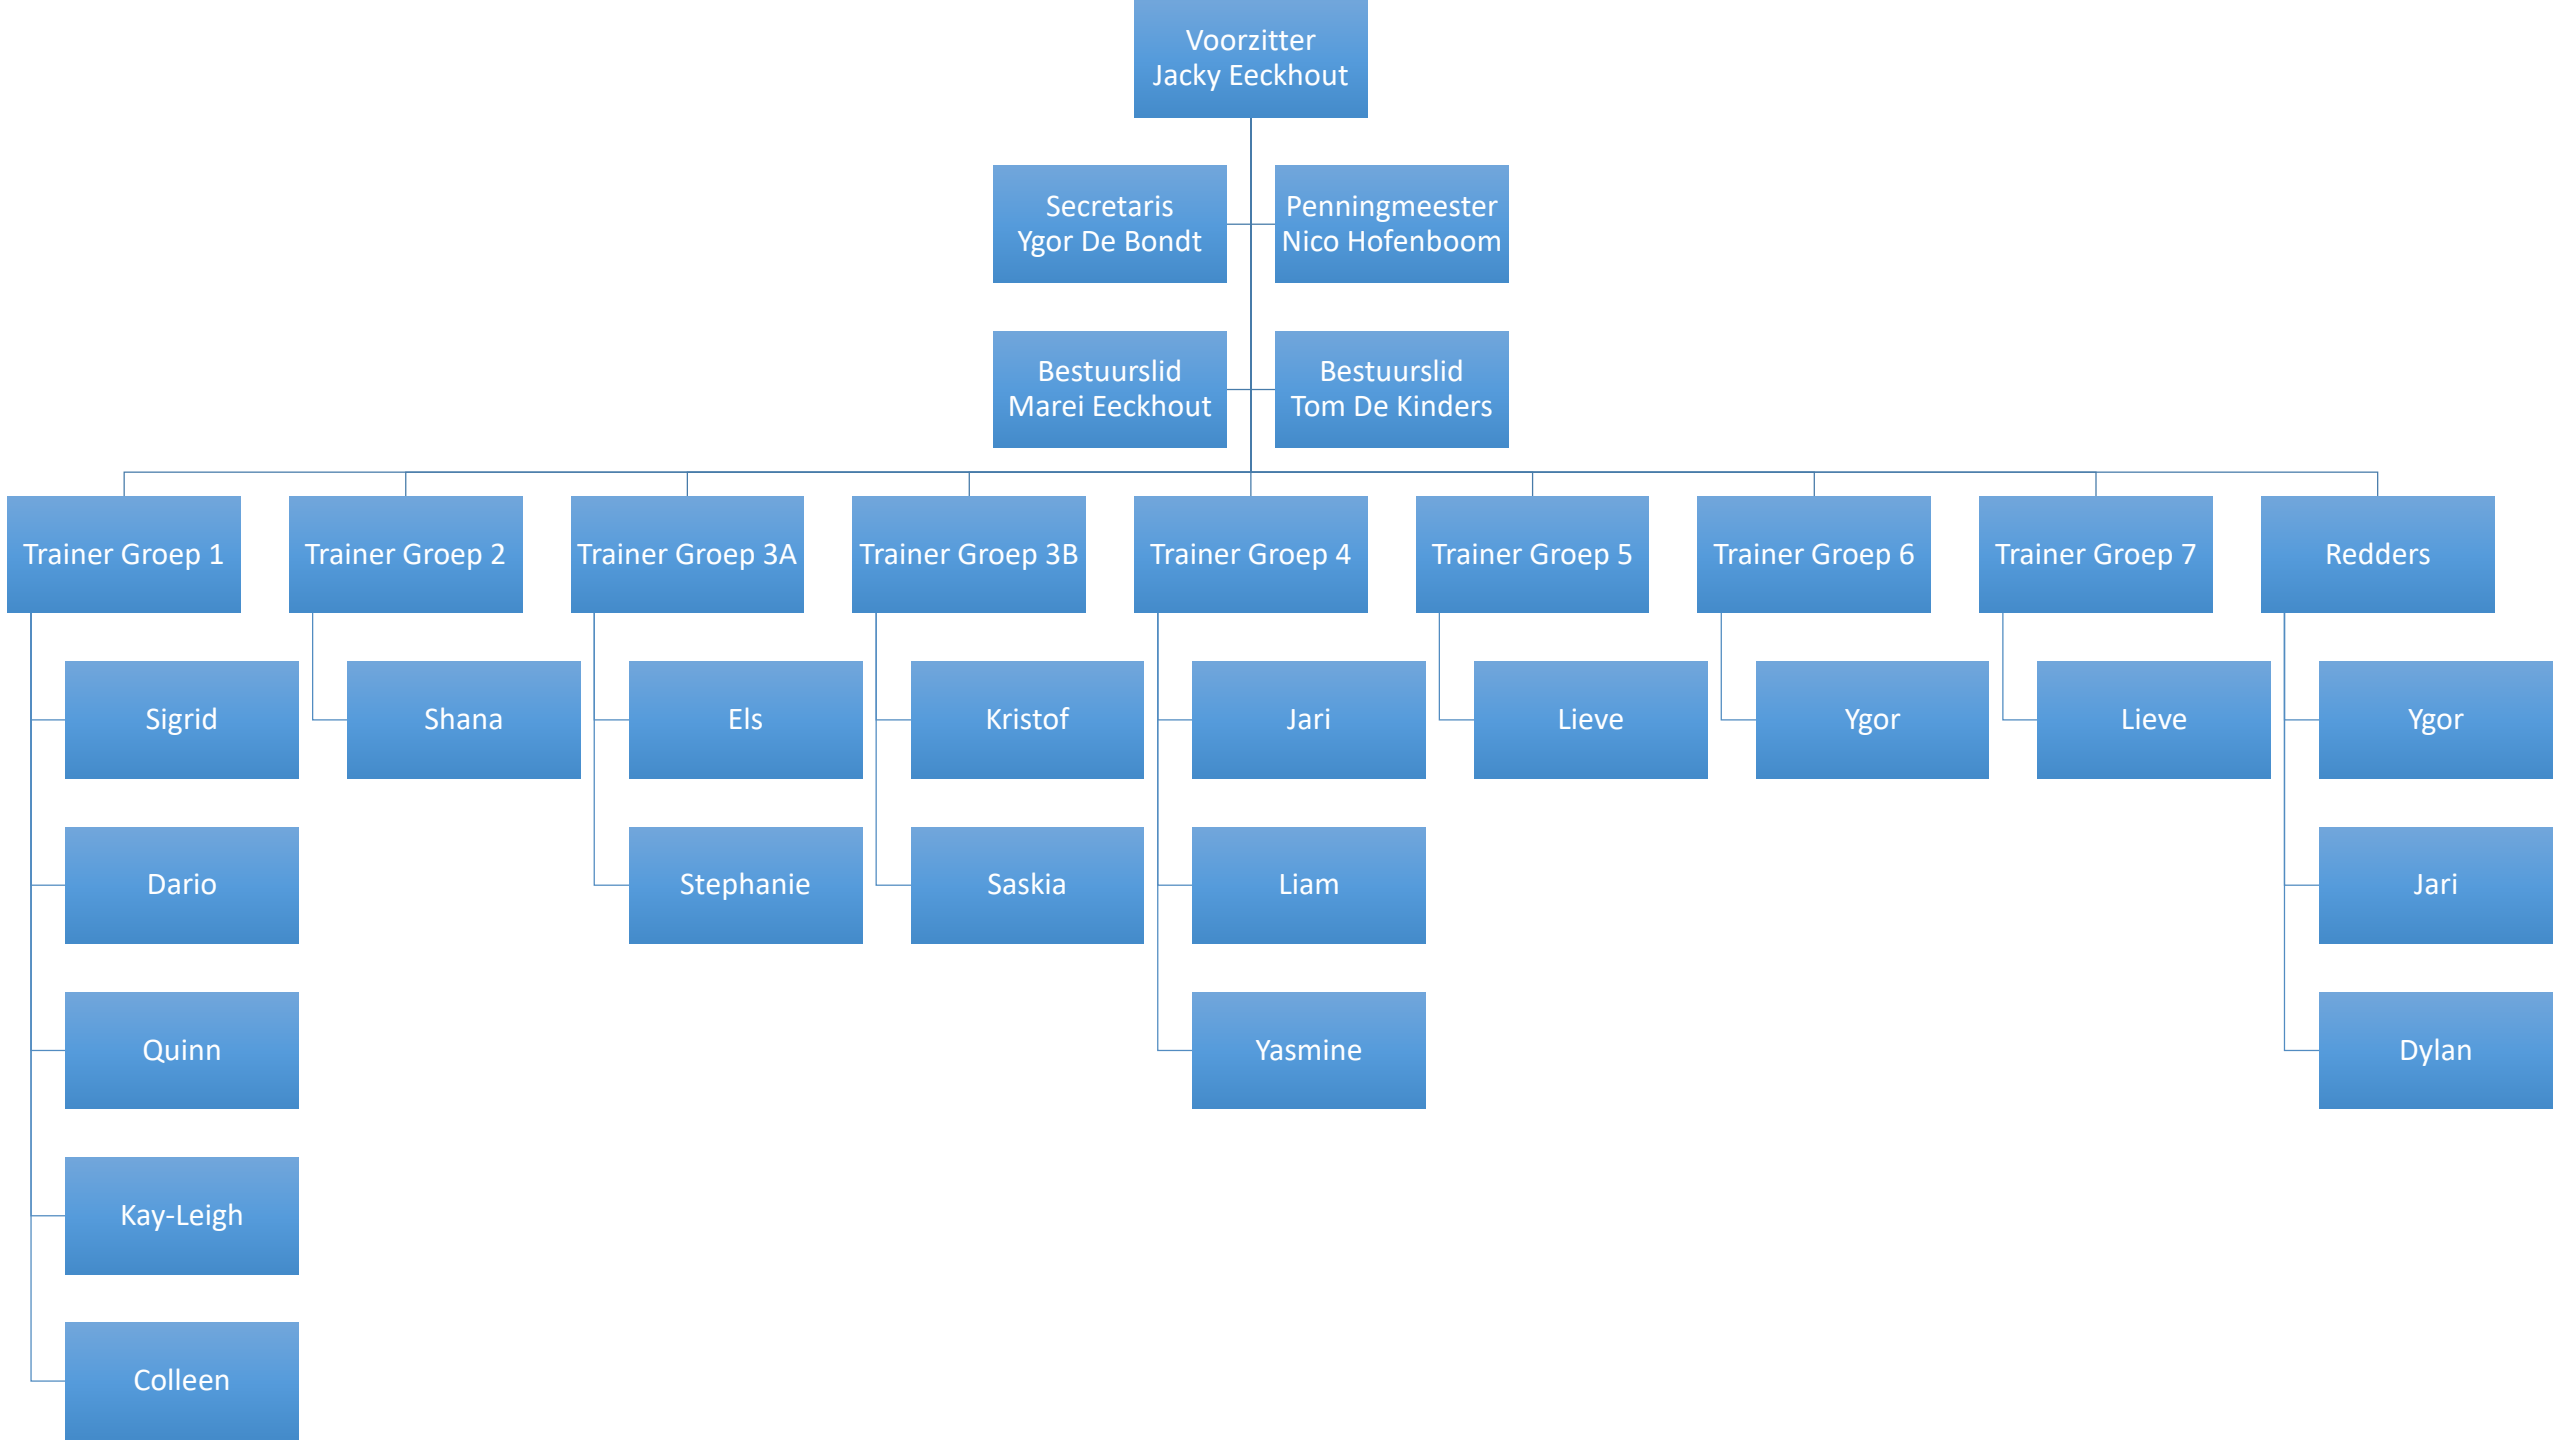 Voorzitter
Jacky Eeckhout
Secretaris
Ygor De Bondt
Penningmeester
Nico Hofenboom
Bestuurslid
Marei Eeckhout
Bestuurslid
Tom De Kinders
Trainer Groep 1
Trainer Groep 2
Trainer Groep 3A
Trainer Groep 3B
Trainer Groep 4
Trainer Groep 5
Trainer Groep 6
Trainer Groep 7
Redders
Sigrid
Shana
Els
Kristof
Jari
Lieve
Ygor
Lieve
Ygor
Dario
Stephanie
Saskia
Liam
Jari
Quinn
Yasmine
Dylan
Kay-Leigh
Colleen